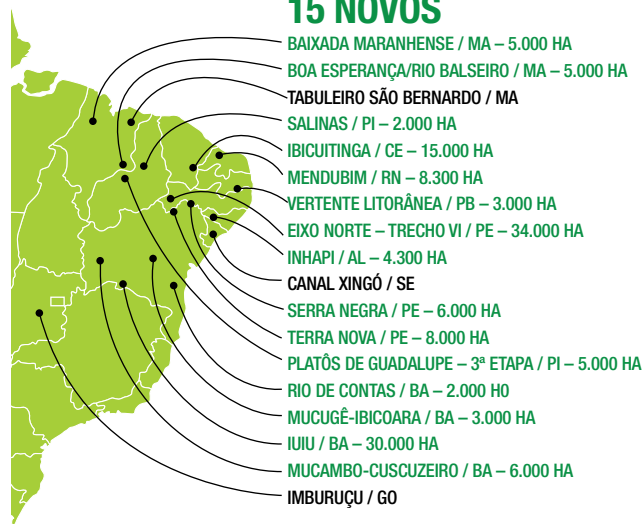 15 NOVOS
BAIXADA MARANHENSE / MA – 5.000 HA
BOA ESPERANÇA/RIO BALSEIRO / MA – 5.000 HA
TABULEIRO SÃO BERNARDO / MA
SALINAS / PI – 2.000 HA
IBICUITINGA / CE – 15.000 HA
MENDUBIM / RN – 8.300 HA
VERTENTE LITORÂNEA / PB – 3.000 HA
EIXO NORTE – TRECHO VI / PE – 34.000 HA
INHAPI / AL – 4.300 HA
CANAL XINGÓ / SE
SERRA NEGRA / PE – 6.000 HA
TERRA NOVA / PE – 8.000 HA
PLATÔS DE GUADALUPE – 3ª ETAPA / PI – 5.000 HA
RIO DE CONTAS / BA – 2.000 H0
MUCUGÊ-IBICOARA / BA – 3.000 HA
IUIU / BA – 30.000 HA
MUCAMBO-CUSCUZEIRO / BA – 6.000 HA
IMBURUÇU / GO